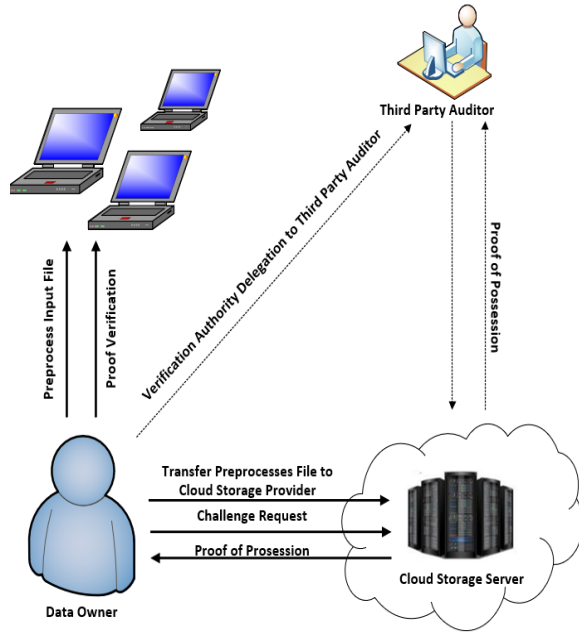 Third Party Auditor
Verification Authority Delegation to Third Party Auditor
Preprocess Input File
Proof Verification
Proof of Possession
Transfer Preprocesses File to
Cloud Storage Provider
Challenge Request
Proof of Prosession
Cloud Storage Server
Data Owner